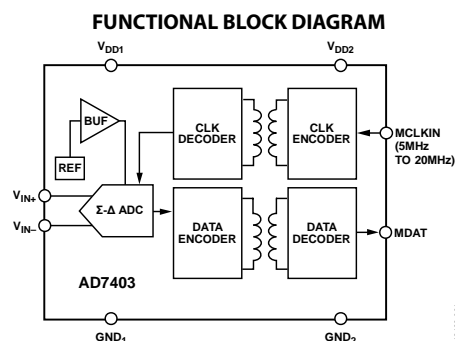 FUNCTIONAL BLOCK DIAGRAM
VDD1
VDD2
BUF
REF
CLK
DECODER
CLK
ENCODER
MCLKIN
(5MHz
TO 20MHz)
VIN+
VIN–
Σ-Δ ADC
DATA
ENCODER
DATA
DECODER
MDAT
AD7403
GND1
GND2